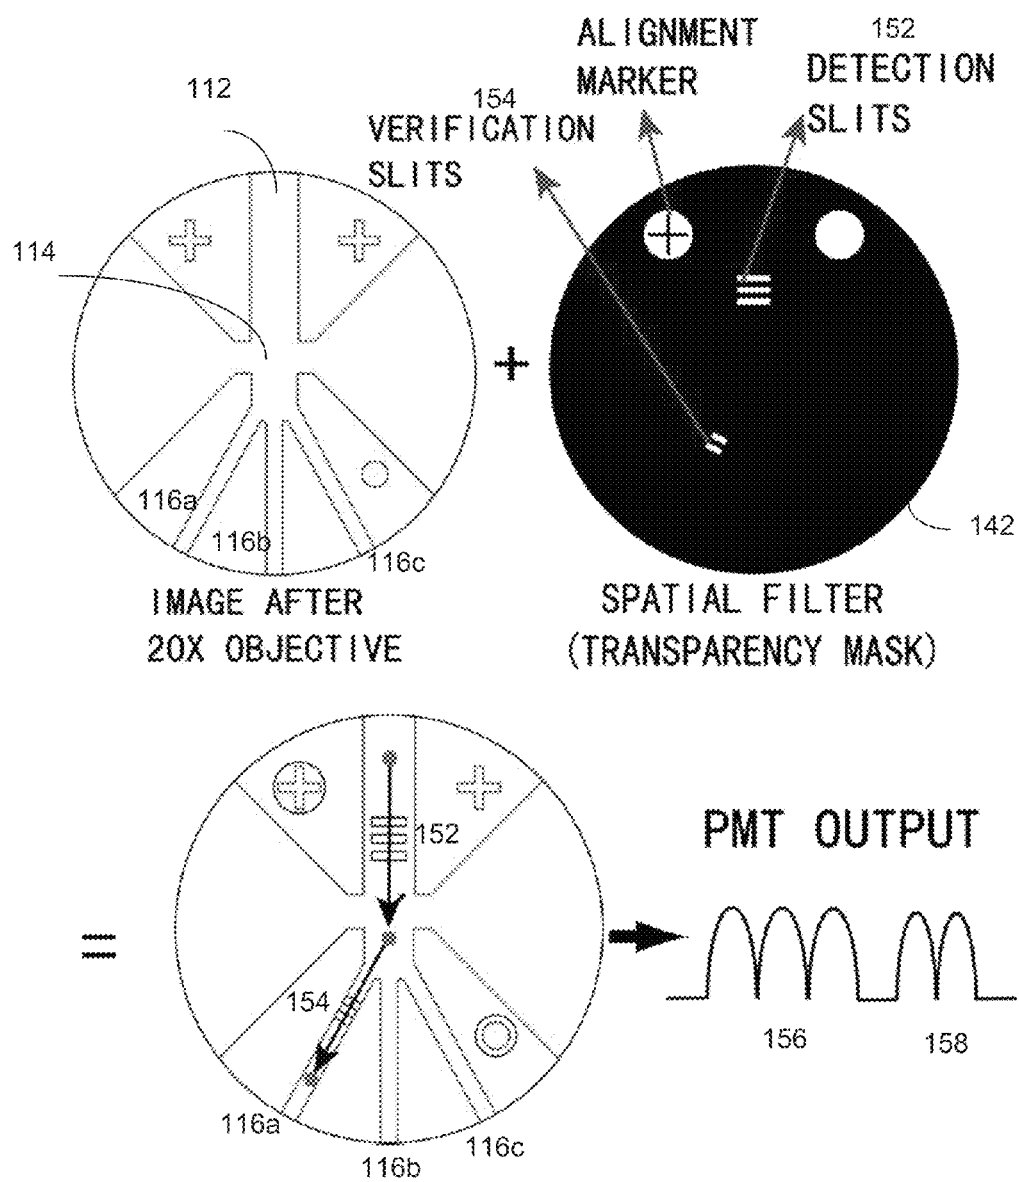 112
114
154
VERIFICATION
SLITS
ALIGNMENT
MARKER
152
DETECTION
SLITS
+
116a
116b
116c
142
IMAGE AFTER
20X OBJECTIVE
SPATIAL FILTER
(TRANSPARENCY MASK)
=
152
154
116a
116b
116c
PMT OUTPUT
156
158